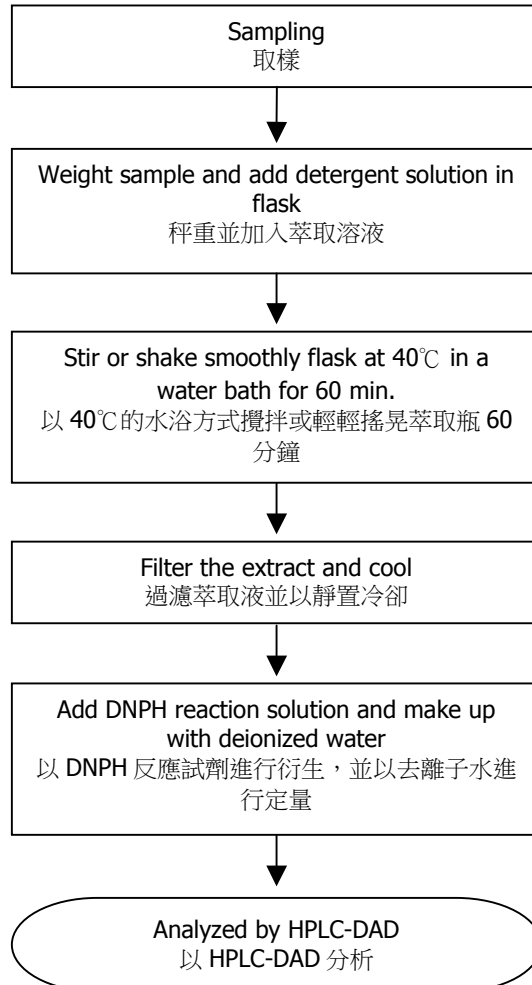 Sampling
取樣
Weight sample and add detergent solution in
flask
秤重並加入萃取溶液
Stir or shake smoothly flask at 40℃ in a
water bath for 60 min.
以 40℃的水浴方式攪拌或輕輕搖晃萃取瓶 60
分鐘
Filter the extract and cool
過濾萃取液並以靜置冷卻
Add DNPH reaction solution and make up
with deionized water
以 DNPH 反應試劑進行衍生，並以去離子水進
行定量
Analyzed by HPLC-DAD
以 HPLC-DAD 分析